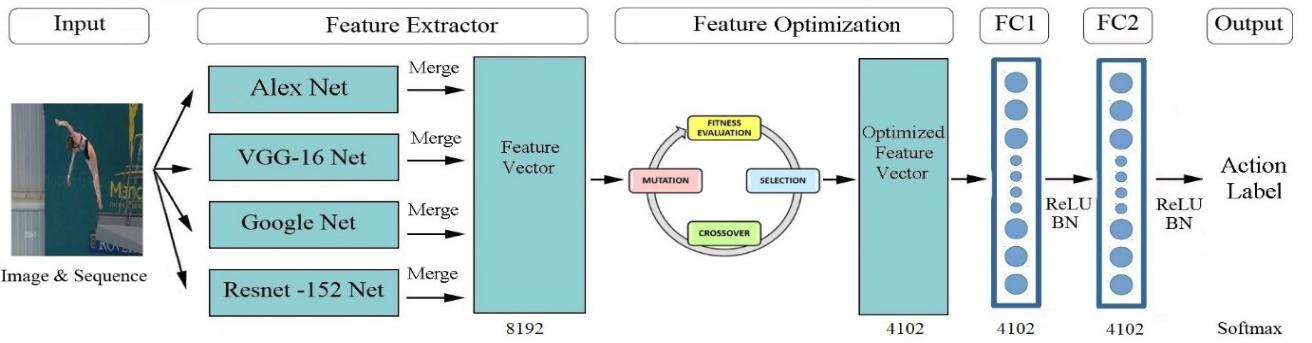 Input
Feature Extractor
Feature Optimization
FC1
FC2
Output
Alex Net
Merge
VGG-16 Net
Merge
Google Net
Merge
Resnet -152 Net
Merge
Feature
Vector
FITNESS
EVALUATION
MUTATION
SELECTION
CROSSOVER
Optimized
Feature
Vector
ReLU
BN
ReLU
BN
Action
Label
Image & Sequence
8192
4102
4102
4102
Softmax